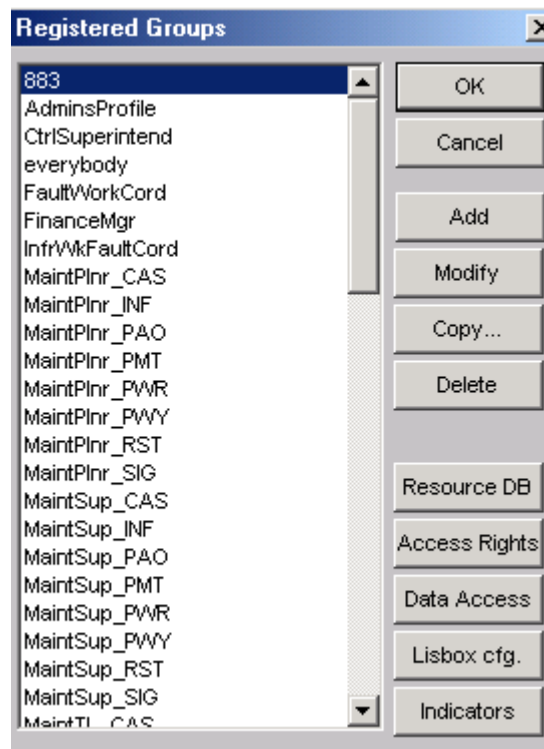 Registered Groups
883
AdminsProfile
CtrlSuperintend
everybody
FaultWorkCord
FinanceMgr
InfrWkFaultCord
MaintPlnr_CAS
MaintPlnr_INF
MaintPlnr_PAO
MaintPlnr_PMT
MaintPlnr_PWR
MaintPlnr_PWY
MaintPlnr_RST
MaintPlnr_SIG
MaintSup_CAS
MaintSup_INF
MaintSup_PAO
MaintSup_PMT
MaintSup_PWR
MaintSup_PWY
MaintSup_RST
MaintSup_SIG
MaintTL_CAS
OK
Cancel
Add
Modify
Copy...
Delete
Resource DB
Access Rights
Data Access
Lisbox cfg.
Indicators